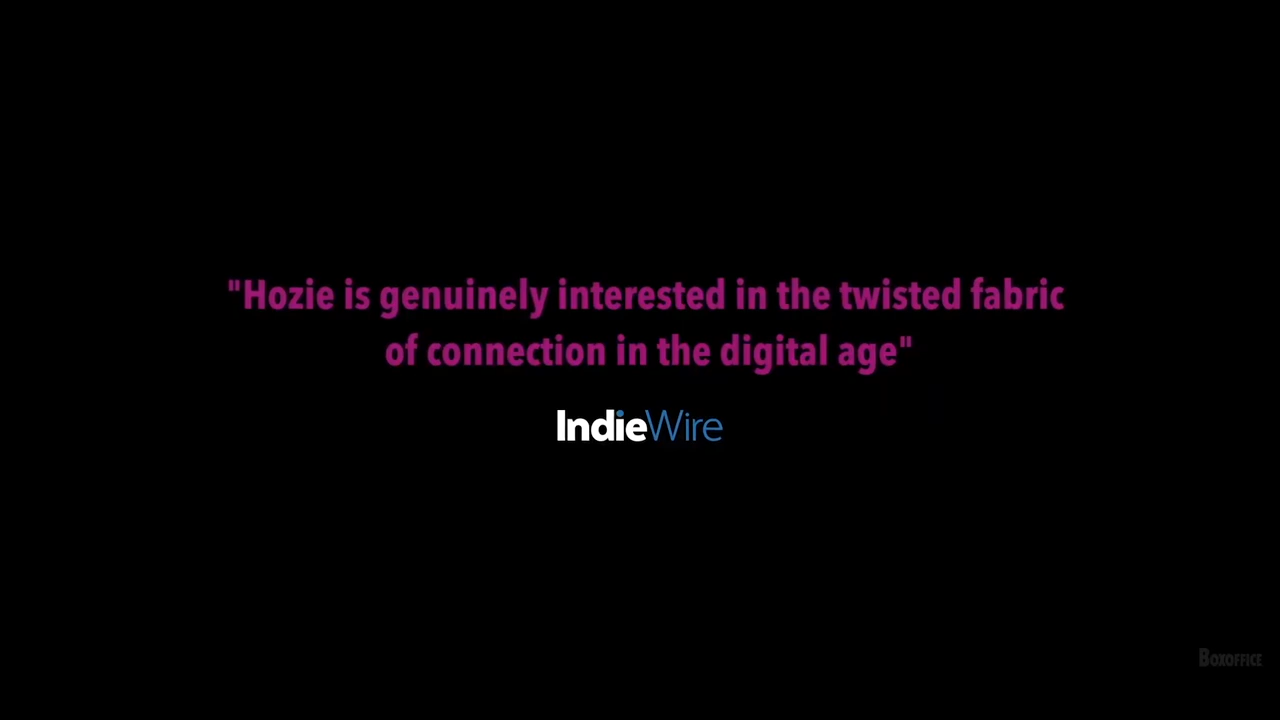 "Hozie is genuinely interested in the twisted fabric
of connection in the digital age"
IndieWire
BOXOFFICE